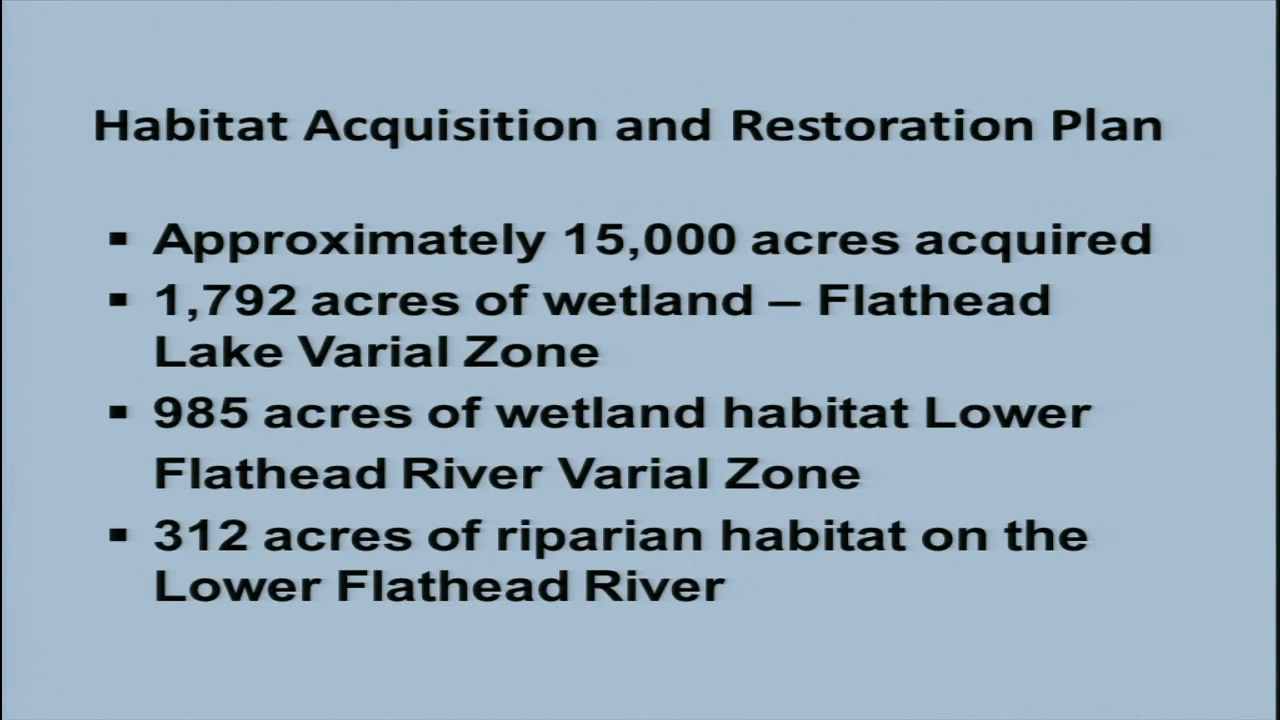 Habitat Acquisition and Restoration Plan
▪ Approximately 15,000 acres acquired
▪ 1,792 acres of wetland – Flathead
Lake Varial Zone
▪ 985 acres of wetland habitat Lower
Flathead River Varial Zone
▪ 312 acres of riparian habitat on the
Lower Flathead River